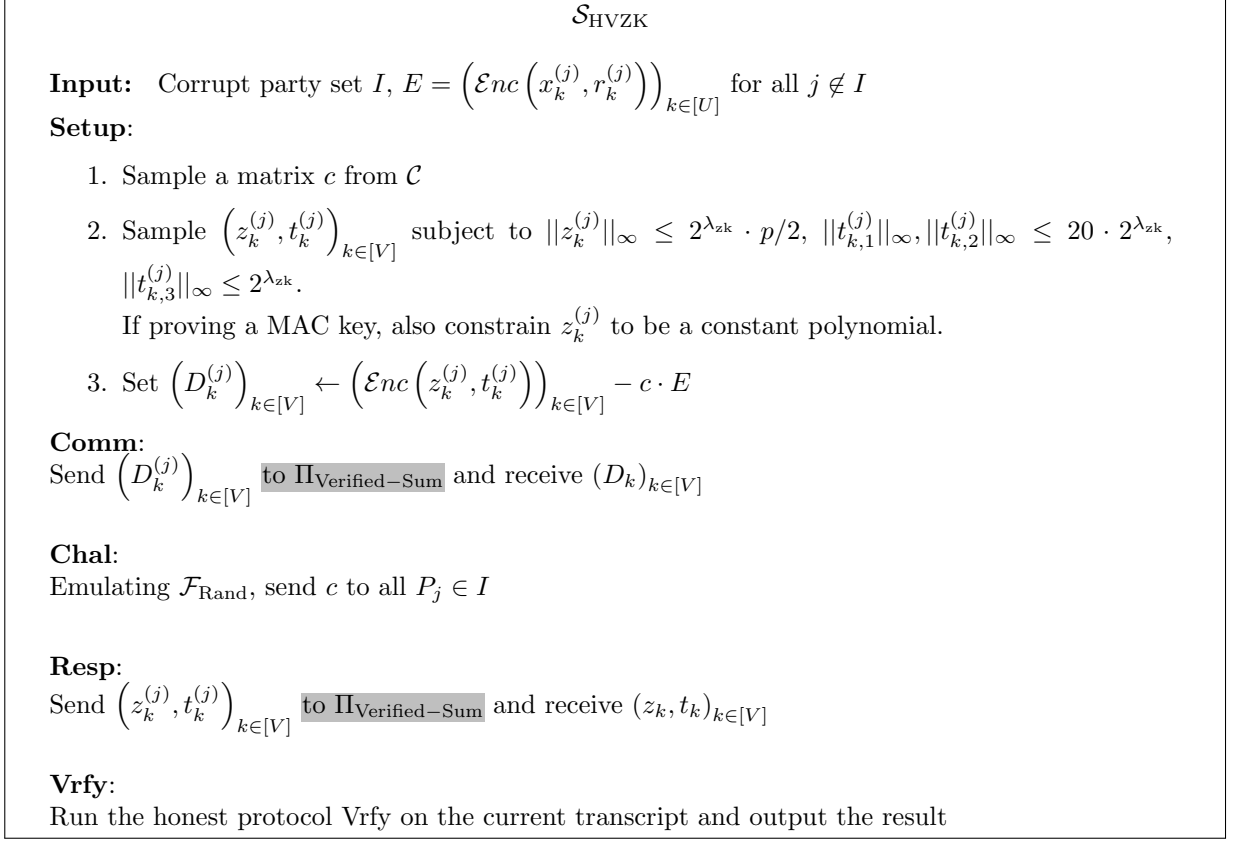 𝒮_HVZK
Input: Corrupt party set I, E = (ℰnc(x_k^(j), r_k^(j)))_{k∈[U]} for all j ∉ I
Setup:
1. Sample a matrix c from 𝒞
2. Sample (z_k^(j), t_k^(j))_{k∈[V]} subject to ||z_k^(j)||_∞ ≤ 2^{λ_zk} · p/2, ||t_{k,1}^(j)||_∞, ||t_{k,2}^(j)||_∞ ≤ 20 · 2^{λ_zk},
||t_{k,3}^(j)||_∞ ≤ 2^{λ_zk}.
If proving a MAC key, also constrain z_k^(j) to be a constant polynomial.
3. Set (D_k^(j))_{k∈[V]} ← (ℰnc(z_k^(j), t_k^(j)))_{k∈[V]} − c · E
Comm:
Send (D_k^(j))_{k∈[V]} to Π_{Verified−Sum} and receive (D_k)_{k∈[V]}
Chal:
Emulating ℱ_Rand, send c to all P_j ∈ I
Resp:
Send (z_k^(j), t_k^(j))_{k∈[V]} to Π_{Verified−Sum} and receive (z_k, t_k)_{k∈[V]}
Vrfy:
Run the honest protocol Vrfy on the current transcript and output the result